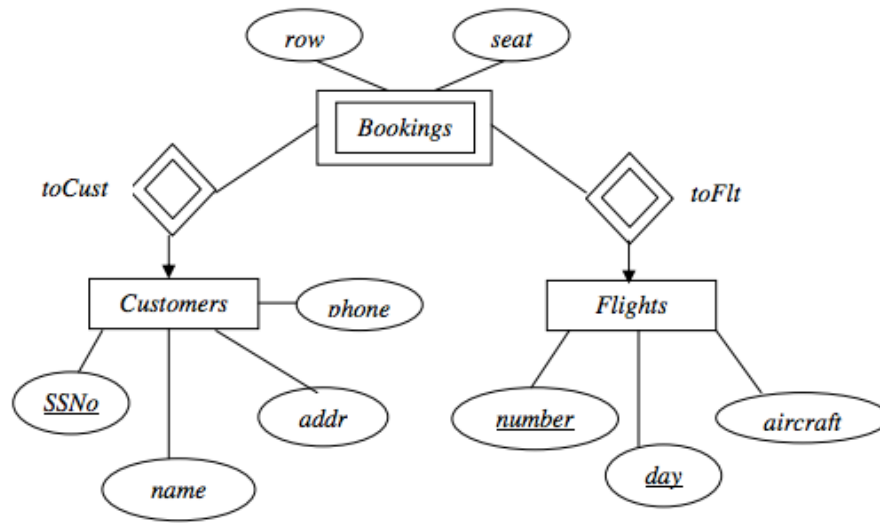 row
seat
Bookings
toCust
toFlt
Customers
phone
Flights
SSNo
addr
number
aircraft
name
day